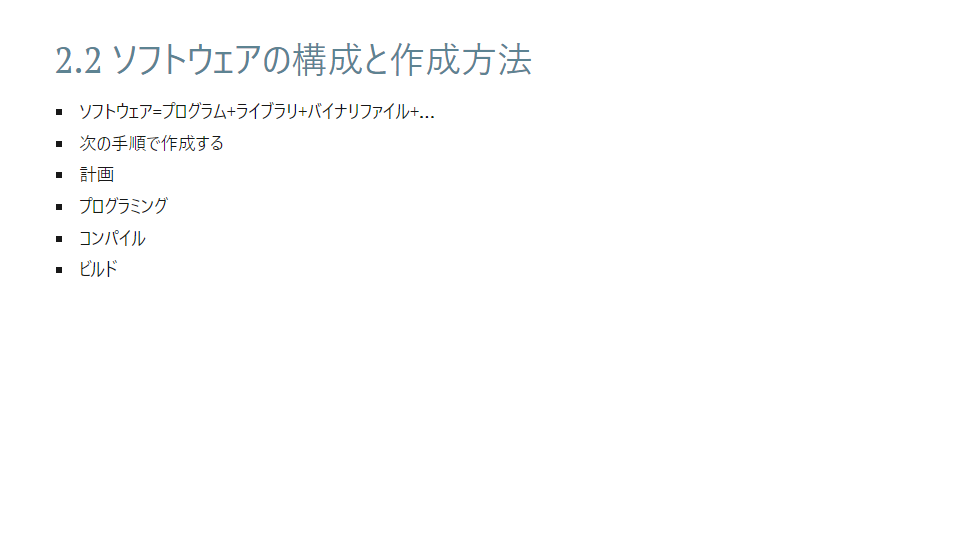 2.2 ソフトウェアの構成と作成方法
ソフトウェア=プログラム+ライブラリ+バイナリファイル+…
次の手順で作成する
計画
プログラミング
コンパイル
ビルド